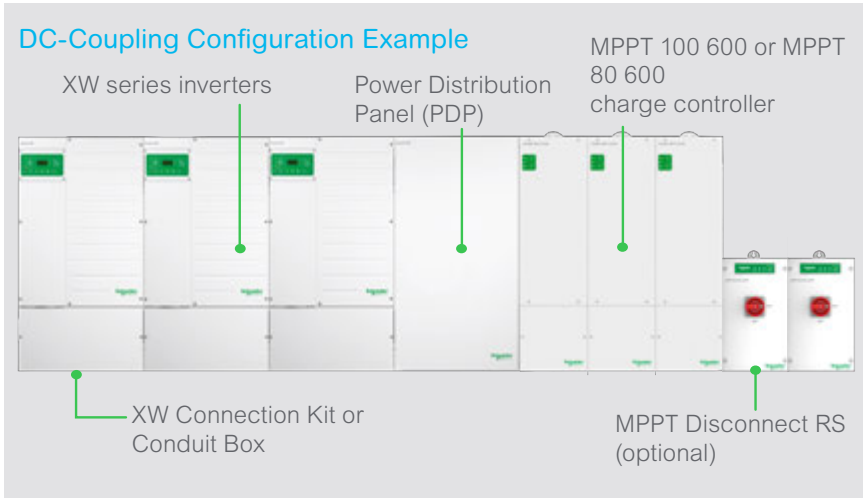 DC-Coupling Configuration Example
XW series inverters
Power Distribution
Panel (PDP)
MPPT 100 600 or MPPT
80 600
charge controller
XW Connection Kit or
Conduit Box
MPPT Disconnect RS
(optional)